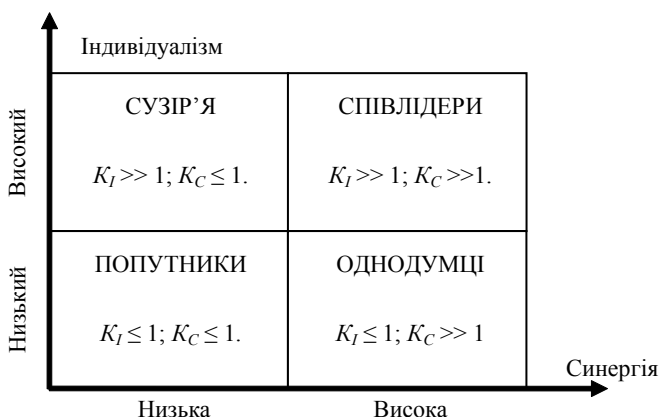 Індивідуалізм
Високий
СУЗІР’Я
СПІВЛІДЕРИ
K_I >> 1; K_C ≤ 1.
K_I >> 1; K_C >>1.
Низький
ПОПУТНИКИ
ОДНОДУМЦІ
K_I ≤ 1; K_C ≤ 1.
K_I ≤ 1; K_C >> 1
Синергія
Низька
Висока